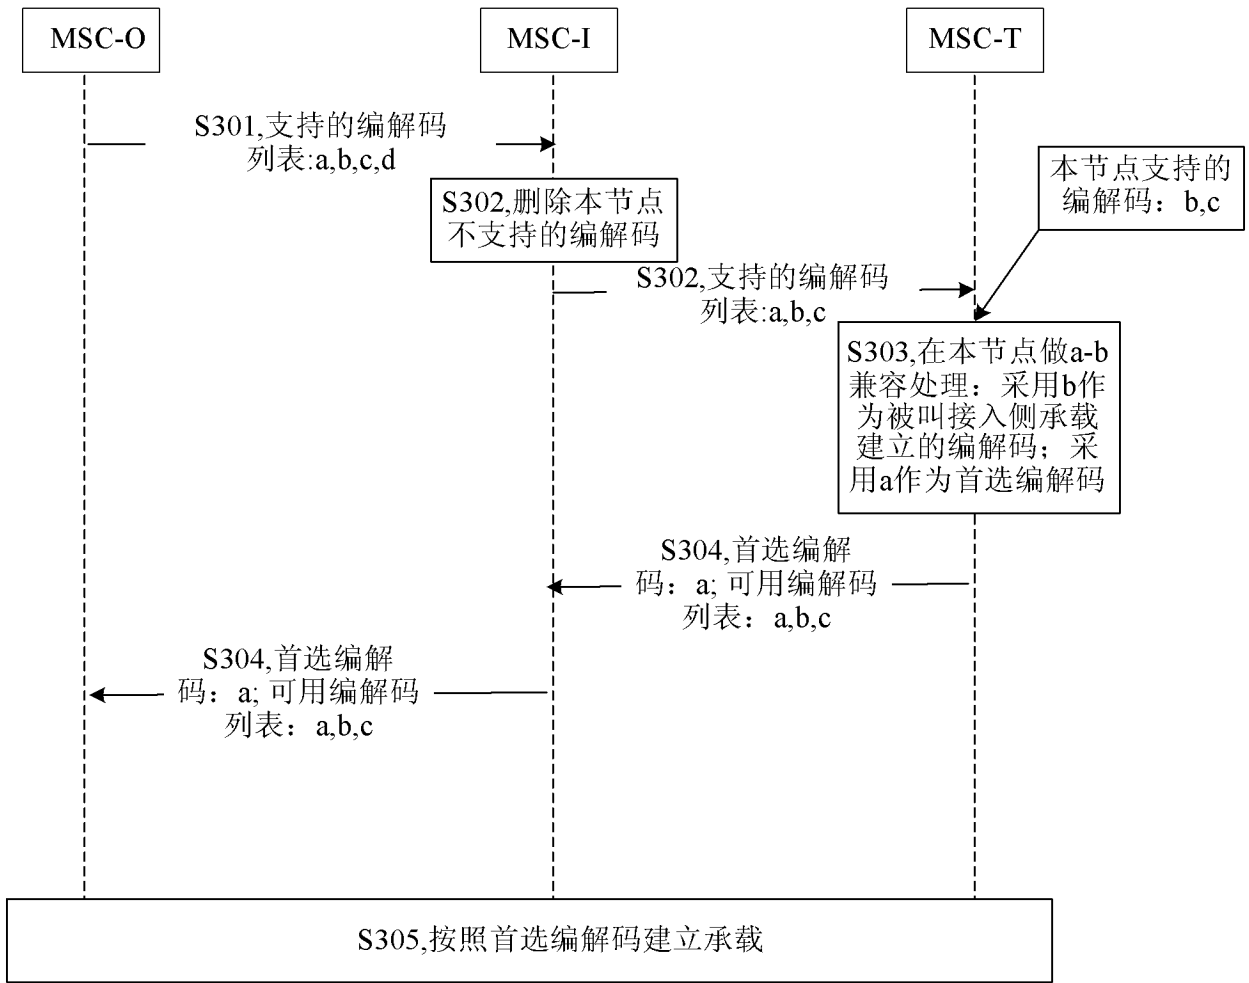 MSC-O
MSC-I
MSC-T
S301,支持的编解码
列表:a,b,c,d
本节点支持的
编解码：b,c
S302,删除本节点
不支持的编解码
S302,支持的编解码
列表:a,b,c
S303,在本节点做a-b
兼容处理：采用b作
为被叫接入侧承载
建立的编解码；采
用a作为首选编解码
S304,首选编解
码：a; 可用编解码
列表：a,b,c
S304,首选编解
码：a; 可用编解码
列表：a,b,c
S305,按照首选编解码建立承载